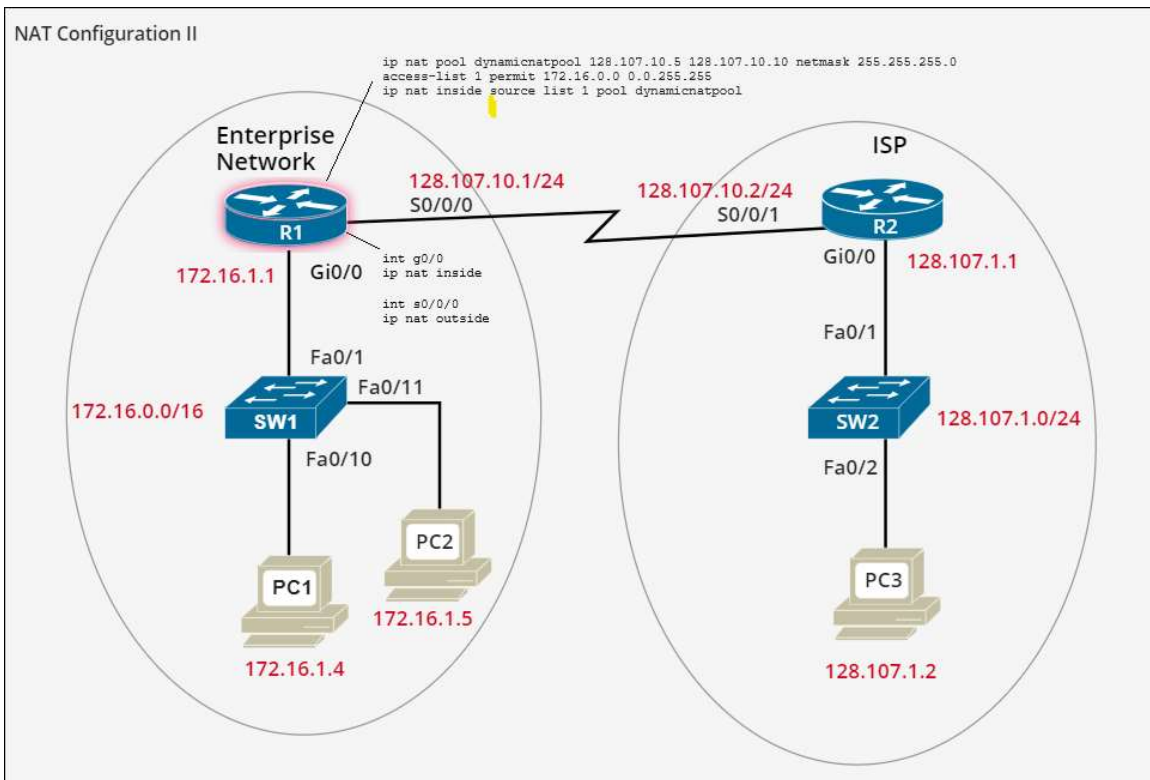 NAT Configuration II
ip nat pool dynamicnatpool 128.107.10.5 128.107.10.10 netmask 255.255.255.0
access-list 1 permit 172.16.0.0 0.0.255.255
ip nat inside source list 1 pool dynamicnatpool
Enterprise
Network
ISP
128.107.10.1/24
128.107.10.2/24
S0/0/0
S0/0/1
R1
R2
172.16.1.1
Gi0/0
int g0/0
ip nat inside
int s0/0/0
ip nat outside
Gi0/0
128.107.1.1
Fa0/1
Fa0/11
Fa0/1
172.16.0.0/16
SW1
SW2
128.107.1.0/24
Fa0/10
Fa0/2
PC2
PC1
PC3
172.16.1.5
172.16.1.4
128.107.1.2